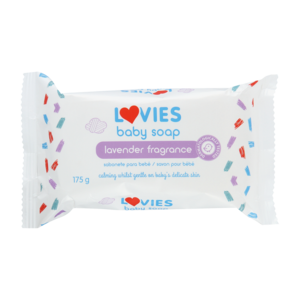 LOVIES
baby soap
lavender fragrance
sabonete para bebé / savon pour bébé
175 g
calming whilst gentle on baby's delicate skin